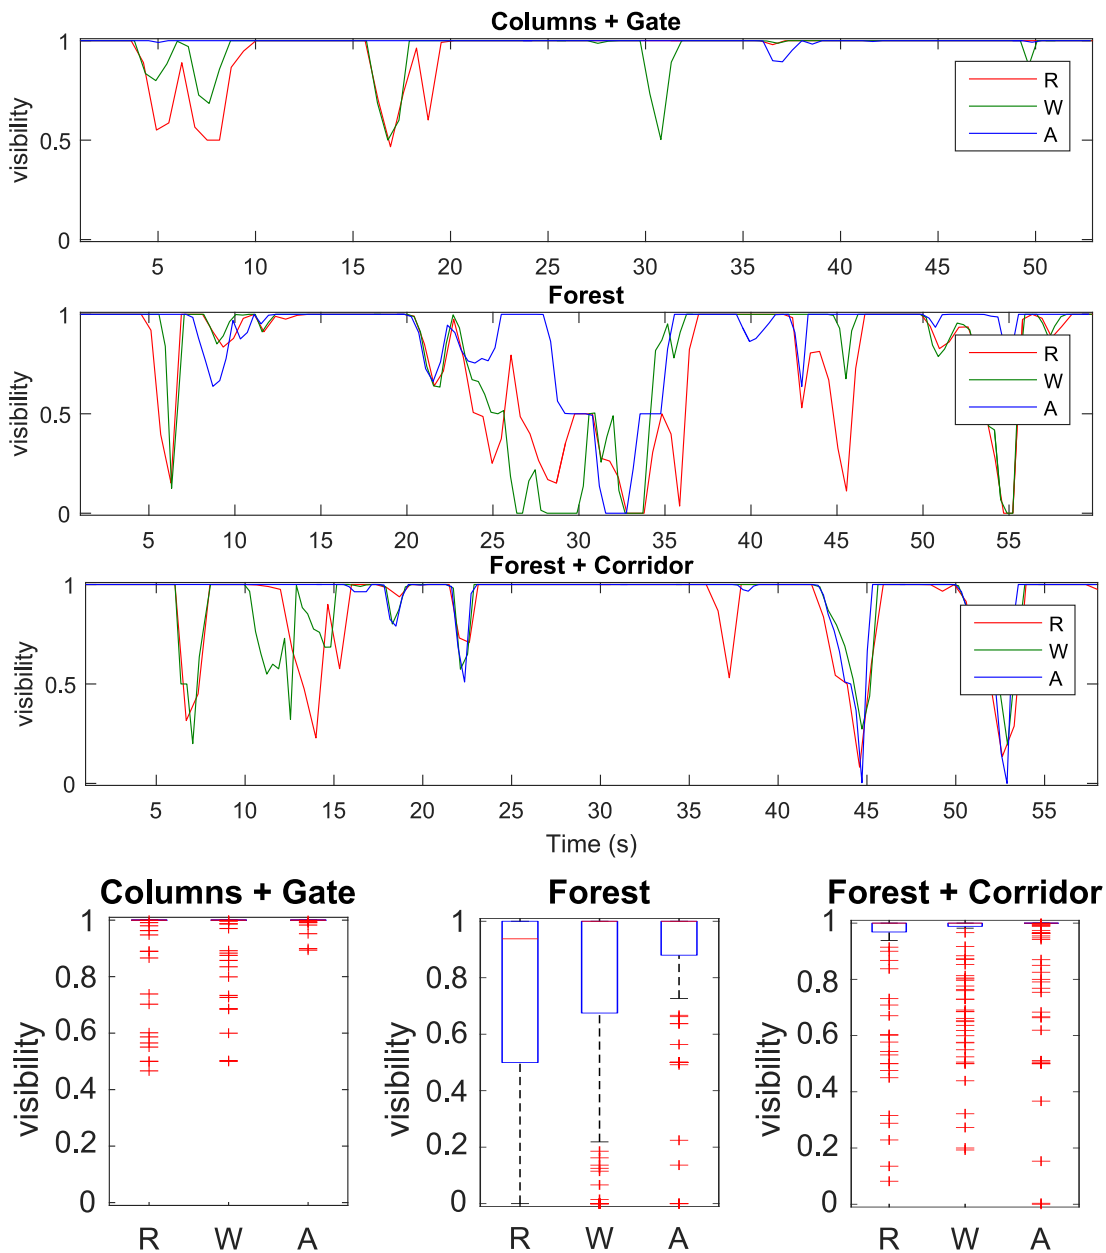 Columns + Gate
visibility
1
0.5
0
R
W
A
5 10 15 20 25 30 35 40 45 50
Forest
visibility
1
0.5
0
R
W
A
5 10 15 20 25 30 35 40 45 50 55
Forest + Corridor
visibility
1
0.5
0
R
W
A
5 10 15 20 25 30 35 40 45 50 55
Time (s)
Columns + Gate
visibility
1
0.8
0.6
0.4
0.2
0
R W A
Forest
visibility
1
0.8
0.6
0.4
0.2
0
R W A
Forest + Corridor
visibility
1
0.8
0.6
0.4
0.2
0
R W A